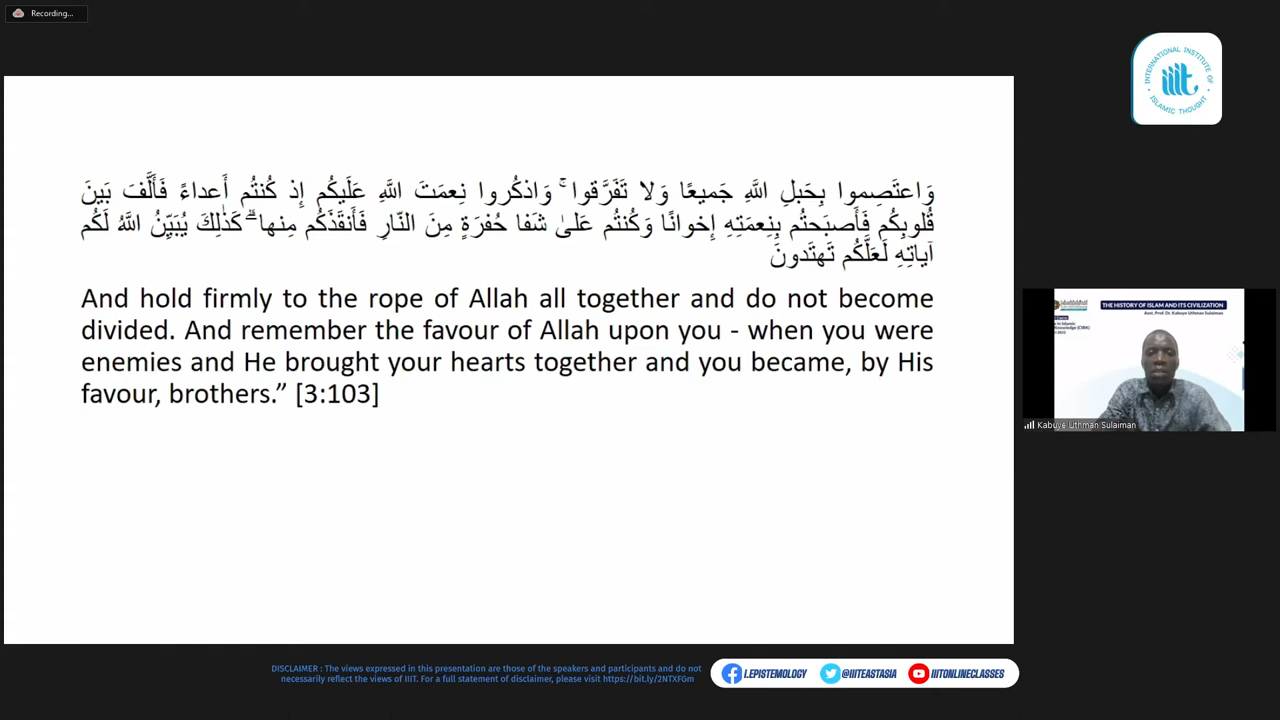 Recording...
INTERNATIONAL INSTITUTE OF ISLAMIC THOUGHT
iiit
وَاعتَصِموا بِحَبلِ اللَّهِ جَميعًا وَلا تَفَرَّقوا ۚ وَاذكُروا نِعمَتَ اللَّهِ عَلَيكُم إِذ كُنتُم أَعداءً فَأَلَّفَ بَينَ
قُلوبِكُم فَأَصبَحتُم بِنِعمَتِهِ إِخوانًا وَكُنتُم عَلىٰ شَفا حُفرَةٍ مِنَ النّارِ فَأَنقَذَكُم مِنها ۗ كَذٰلِكَ يُبَيِّنُ اللَّهُ لَكُم
آياتِهِ لَعَلَّكُم تَهتَدونَ
And hold firmly to the rope of Allah all together and do not become
divided. And remember the favour of Allah upon you - when you were
enemies and He brought your hearts together and you became, by His
favour, brothers.” [3:103]
THE HISTORY OF ISLAM AND ITS CIVILIZATION
Asst. Prof. Dr. Kabuye Uthman Sulaiman
Kabuye Uthman Sulaiman
DISCLAIMER : The views expressed in this presentation are those of the speakers and participants and do not
necessarily reflect the views of IIIT. For a full statement of disclaimer, please visit https://bit.ly/2NTXFGm
I.EPISTEMOLOGY
@IIITEASTASIA
IIITONLINECLASSES